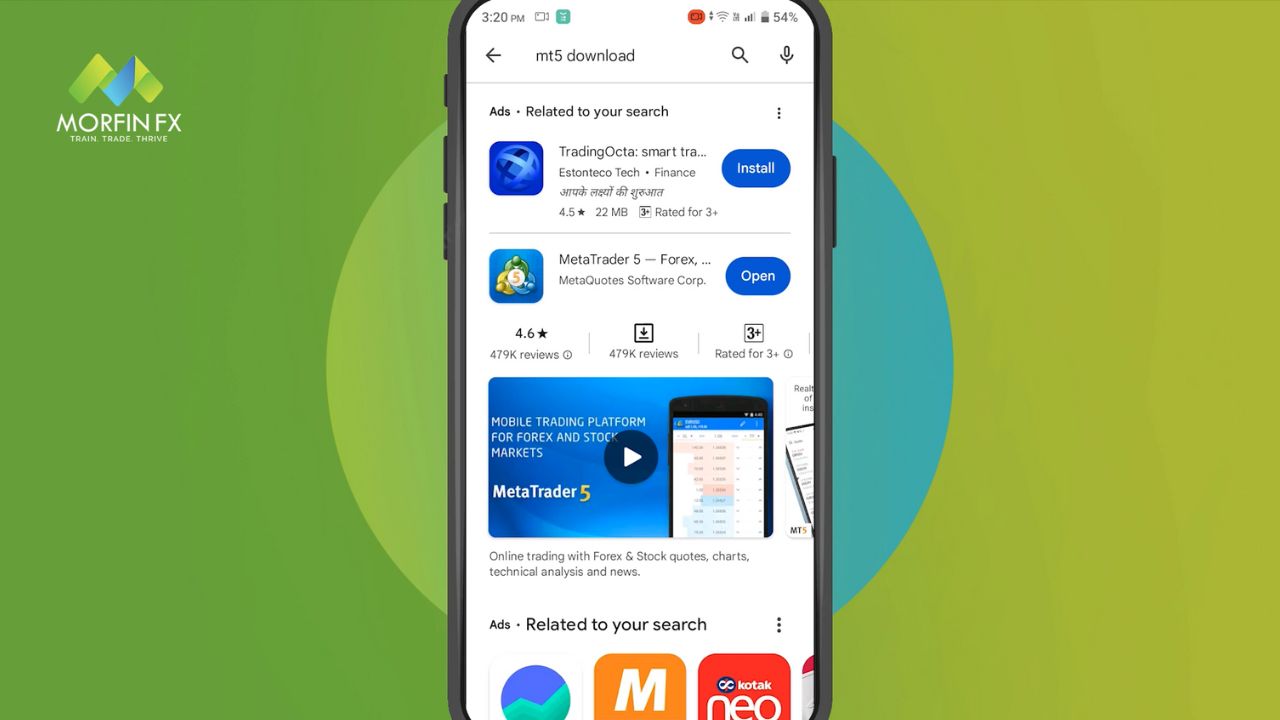 MORFIN FX
TRAIN. TRADE. THRIVE
3:20 PM
54%
mt5 download
Ads • Related to your search
TradingOcta: smart tra...
Estonteco Tech • Finance
आपके लक्ष्यों की शुरुआत
4.5★ 22 MB 3+ Rated for 3+
Install
MetaTrader 5 — Forex, ...
MetaQuotes Software Corp.
Open
4.6★
479K reviews
479K reviews
3+
Rated for 3+
MOBILE TRADING PLATFORM
FOR FOREX AND STOCK
MARKETS
MetaTrader 5
Realt
of
ins
MT5
Online trading with Forex & Stock quotes, charts,
technical analysis and news.
Ads • Related to your search
M
kotak
neo